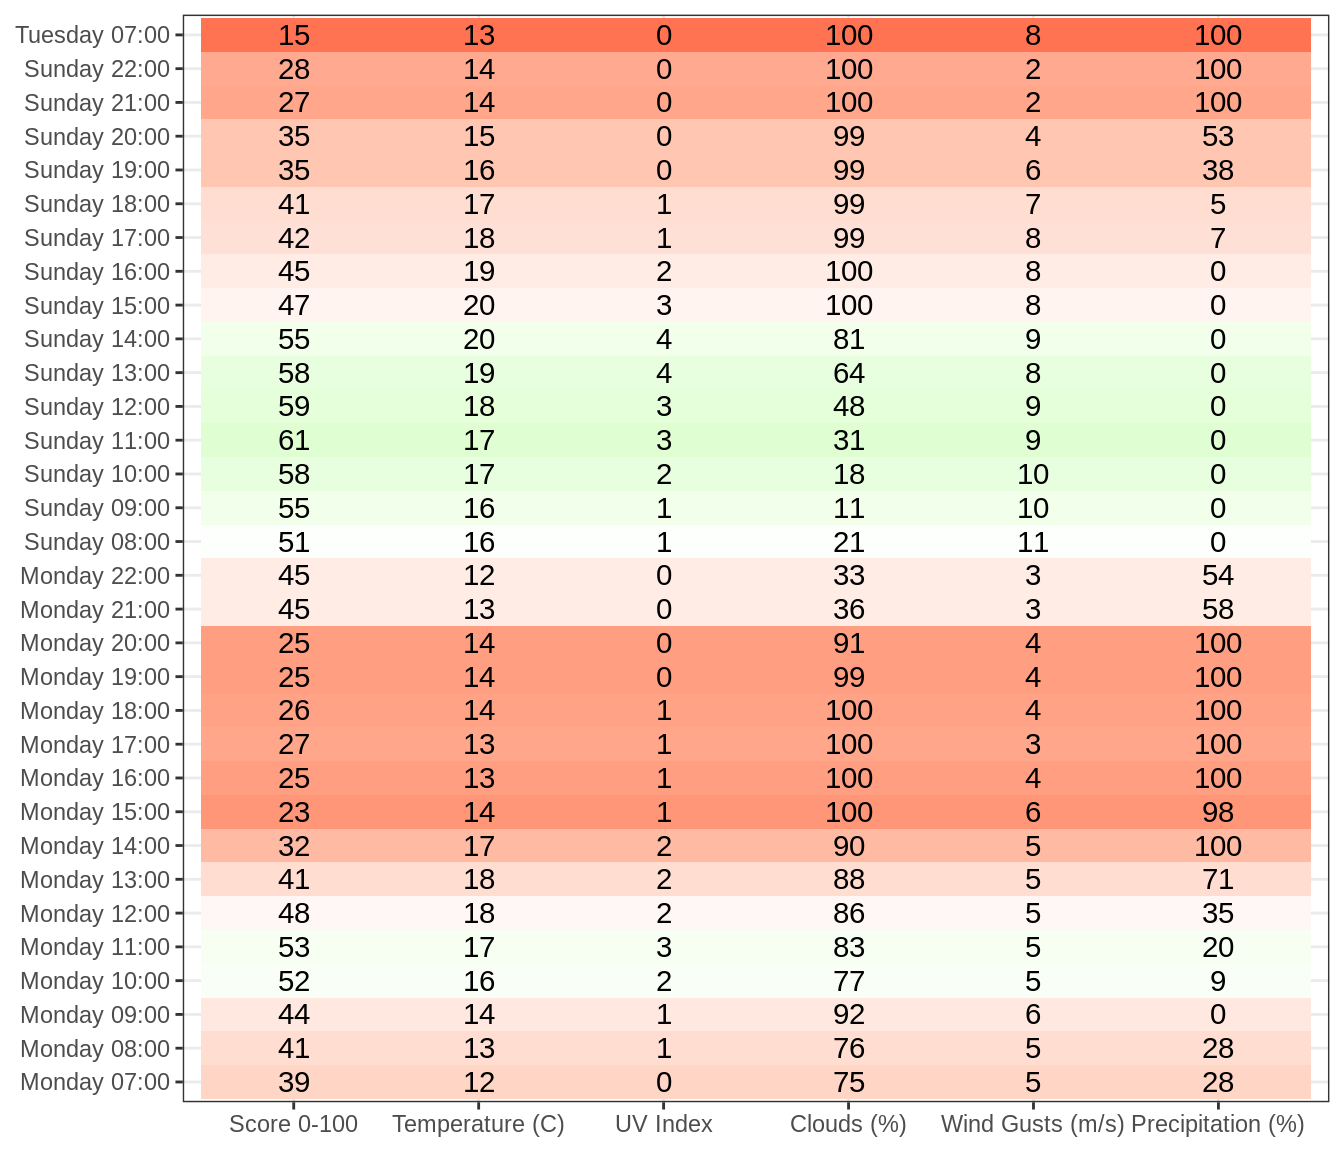 Tuesday 07:00 15 13 0 100 8 100
Sunday 22:00 28 14 0 100 2 100
Sunday 21:00 27 14 0 100 2 100
Sunday 20:00 35 15 0 99 4 53
Sunday 19:00 35 16 0 99 6 38
Sunday 18:00 41 17 1 99 7 5
Sunday 17:00 42 18 1 99 8 7
Sunday 16:00 45 19 2 100 8 0
Sunday 15:00 47 20 3 100 8 0
Sunday 14:00 55 20 4 81 9 0
Sunday 13:00 58 19 4 64 8 0
Sunday 12:00 59 18 3 48 9 0
Sunday 11:00 61 17 3 31 9 0
Sunday 10:00 58 17 2 18 10 0
Sunday 09:00 55 16 1 11 10 0
Sunday 08:00 51 16 1 21 11 0
Monday 22:00 45 12 0 33 3 54
Monday 21:00 45 13 0 36 3 58
Monday 20:00 25 14 0 91 4 100
Monday 19:00 25 14 0 99 4 100
Monday 18:00 26 14 1 100 4 100
Monday 17:00 27 13 1 100 3 100
Monday 16:00 25 13 1 100 4 100
Monday 15:00 23 14 1 100 6 98
Monday 14:00 32 17 2 90 5 100
Monday 13:00 41 18 2 88 5 71
Monday 12:00 48 18 2 86 5 35
Monday 11:00 53 17 3 83 5 20
Monday 10:00 52 16 2 77 5 9
Monday 09:00 44 14 1 92 6 0
Monday 08:00 41 13 1 76 5 28
Monday 07:00 39 12 0 75 5 28
Score 0-100 Temperature (C) UV Index Clouds (%) Wind Gusts (m/s) Precipitation (%)